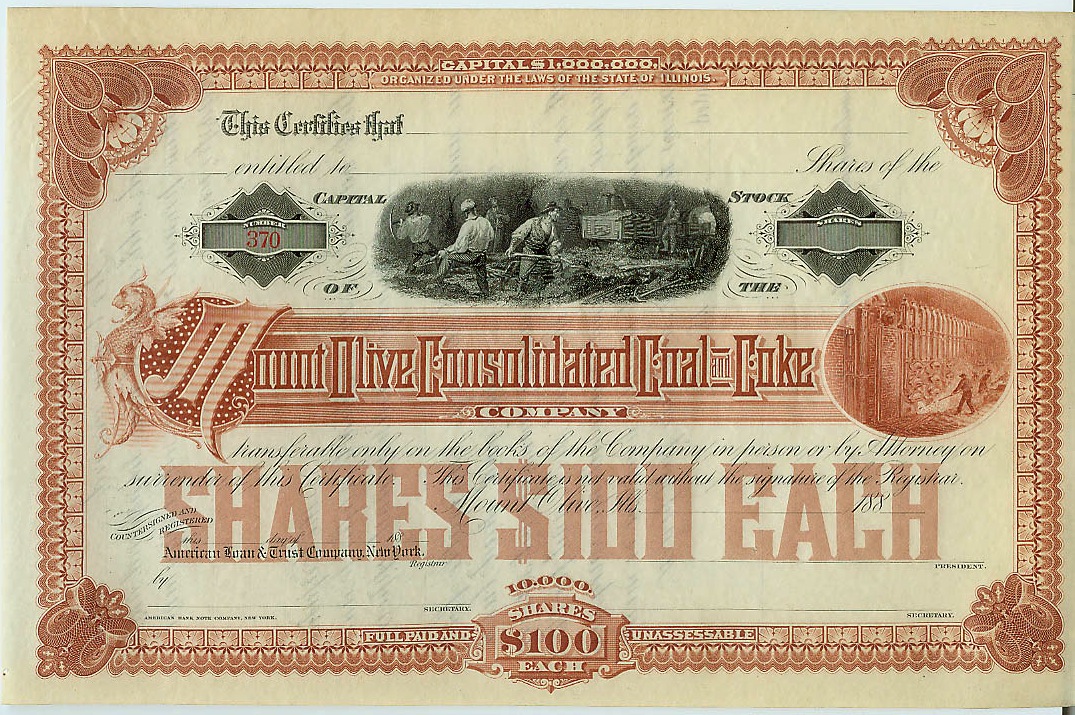 CAPITAL $1,000,000.
ORGANIZED UNDER THE LAWS OF THE STATE OF ILLINOIS.
This Certifies that
entitled to Shares of the
CAPITAL STOCK
370
OF THE
Mount Olive Consolidated Coal and Coke
COMPANY
transferable only on the books of the Company in person or by Attorney on
surrender of this Certificate. This Certificate is not valid without the signature of the Registrar.
SHARES $100 EACH
Mount Olive, Ills. 188
COUNTERSIGNED AND
REGISTERED
this day of 18
American Loan & Trust Company, New York.
Registrar
PRESIDENT.
by
10,000.
SECRETARY. SHARES SECRETARY.
AMERICAN BANK NOTE COMPANY, NEW YORK.
FULL PAID AND $100 UNASSESSABLE
EACH